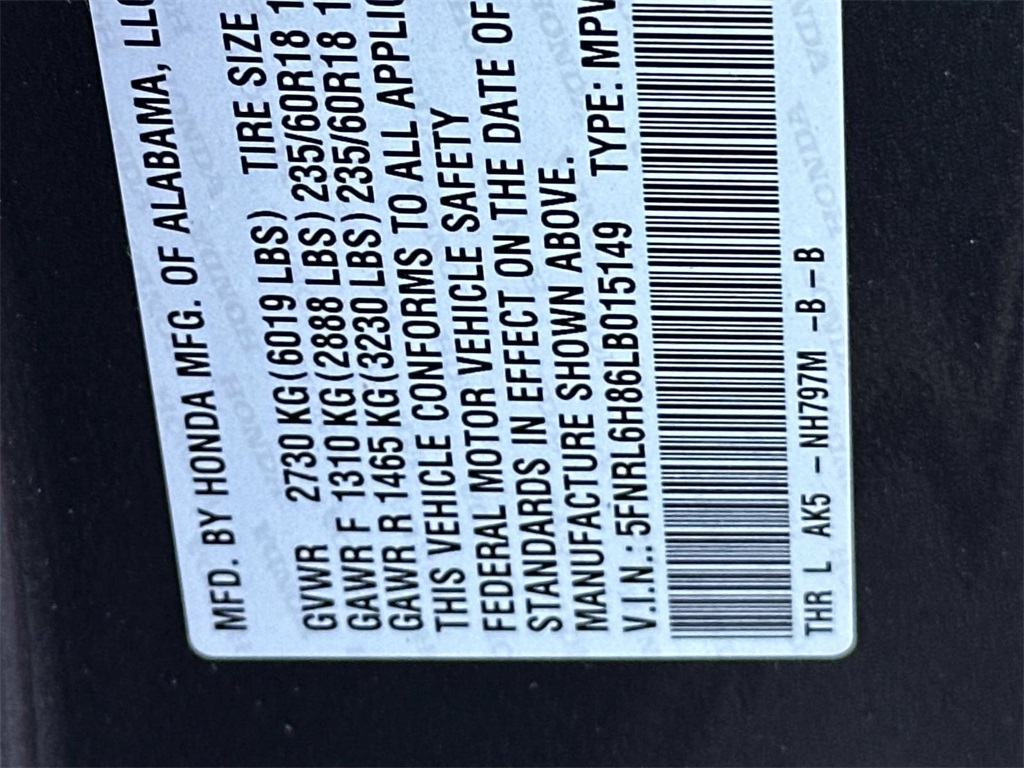 MFD. BY HONDA MFG. OF ALABAMA, LLC
TIRE SIZE
GVWR 2730 KG (6019 LBS)
GAWR F 1310 KG (2888 LBS) 235/60R18 1
GAWR R 1465 KG (3230 LBS) 235/60R18 1
THIS VEHICLE CONFORMS TO ALL APPLIC
FEDERAL MOTOR VEHICLE SAFETY
STANDARDS IN EFFECT ON THE DATE OF
MANUFACTURE SHOWN ABOVE.
V.I.N.: 5FNRL6H86LB015149 TYPE: MPV
THR L AK5 - NH797M - B - B